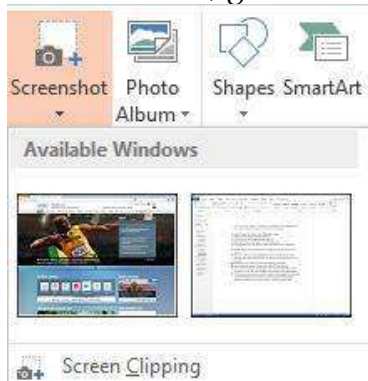 Screenshot Photo Album Shapes SmartArt
Available Windows
Screen Clipping